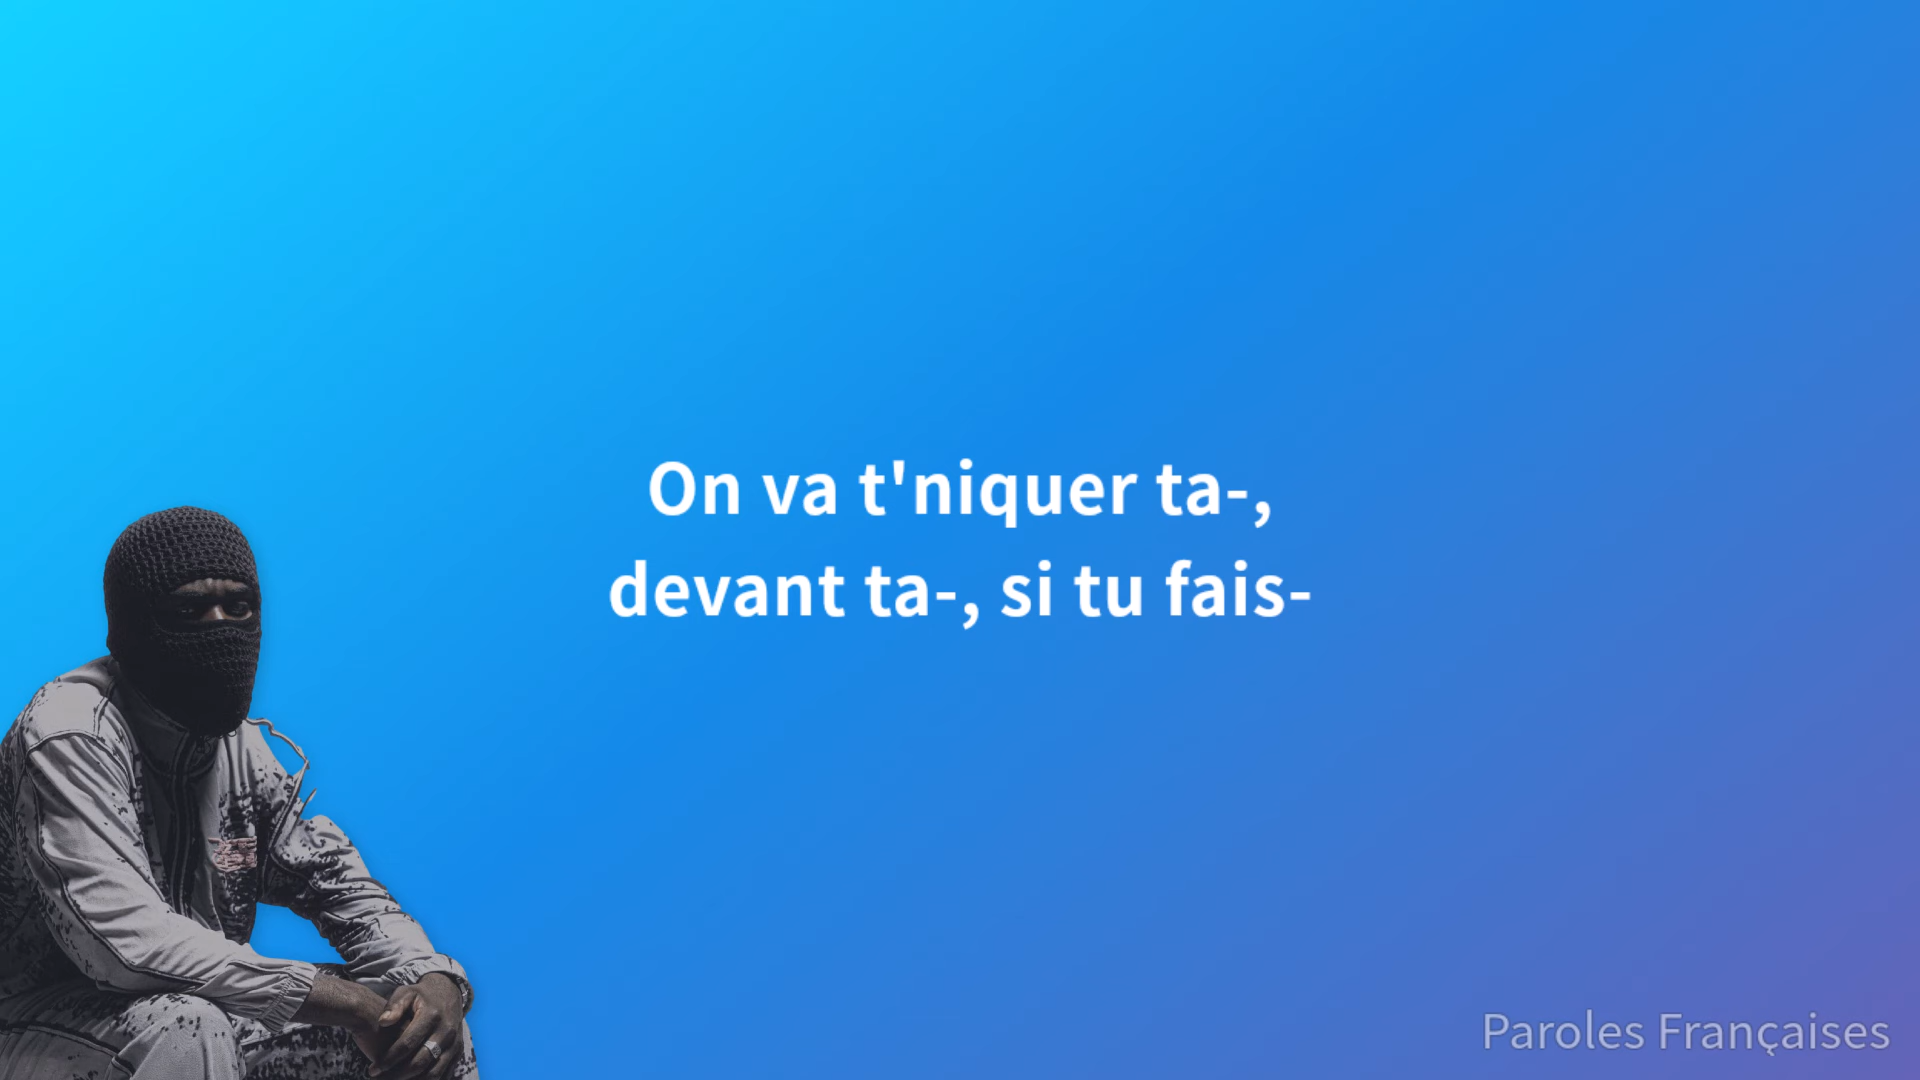 On va t'niquer ta-,
devant ta-, si tu fais-
Paroles Françaises